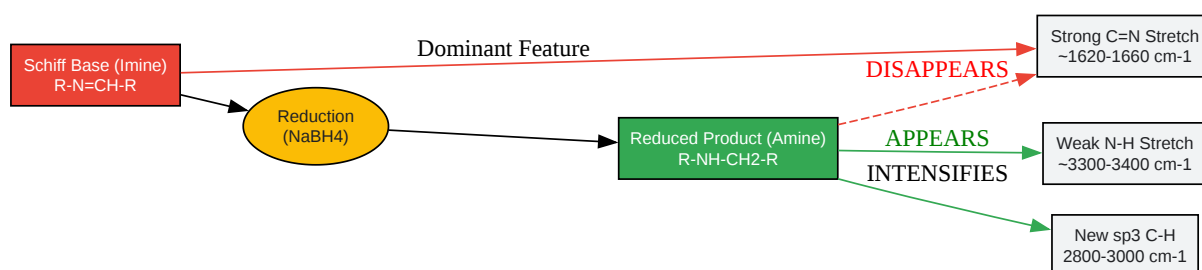 Schiff Base (Imine)
R-N=CH-R
Dominant Feature
Strong C=N Stretch
~1620-1660 cm-1
DISAPPEARS
Reduction
(NaBH4)
Reduced Product (Amine)
R-NH-CH2-R
APPEARS
Weak N-H Stretch
~3300-3400 cm-1
INTENSIFIES
New sp3 C-H
2800-3000 cm-1